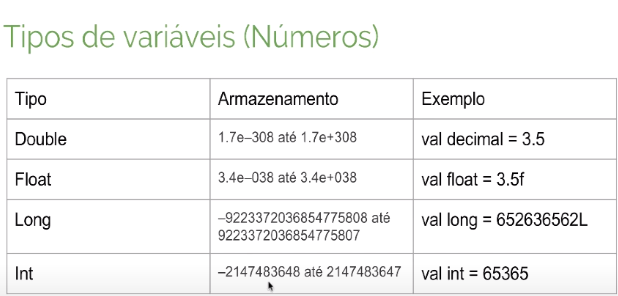 Tipos de variáveis (Números)
Tipo Armazenamento Exemplo
Double 1.7e–308 até 1.7e+308 val decimal = 3.5
Float 3.4e–038 até 3.4e+038 val float = 3.5f
Long –9223372036854775808 até
9223372036854775807 val long = 652636562L
Int –2147483648 até 2147483647 val int = 65365